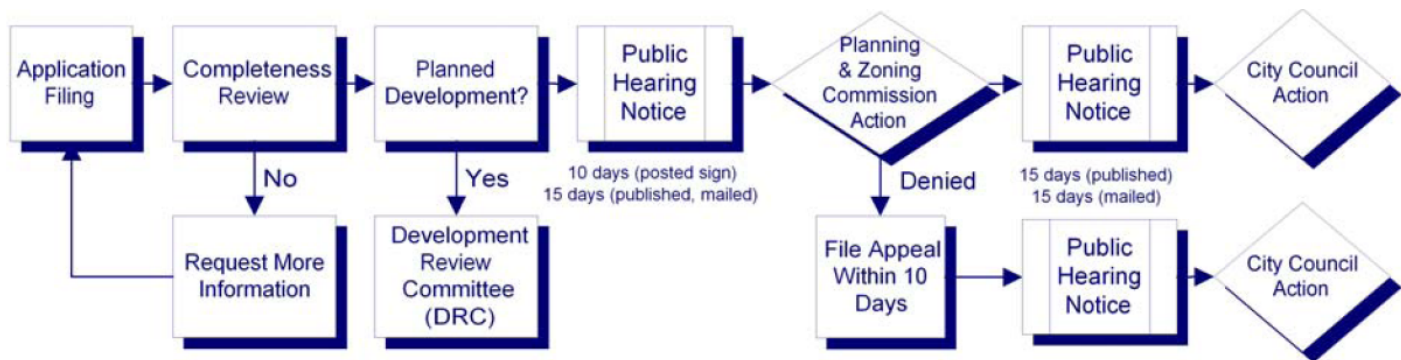 Application
Filing
Completeness
Review
Planned
Development?
Public
Hearing
Notice
Planning
& Zoning
Commission
Action
Public
Hearing
Notice
City Council
Action
10 days (posted sign)
15 days (published, mailed)
15 days (published)
15 days (mailed)
No
Yes
Denied
Request More
Information
Development
Review
Committee
(DRC)
File Appeal
Within 10
Days
Public
Hearing
Notice
City Council
Action